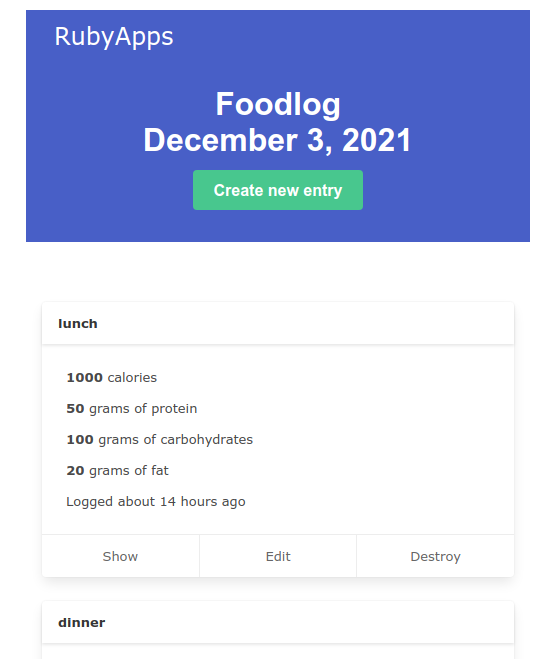 RubyApps
Foodlog
December 3, 2021
Create new entry
lunch
1000 calories
50 grams of protein
100 grams of carbohydrates
20 grams of fat
Logged about 14 hours ago
Show
Edit
Destroy
dinner